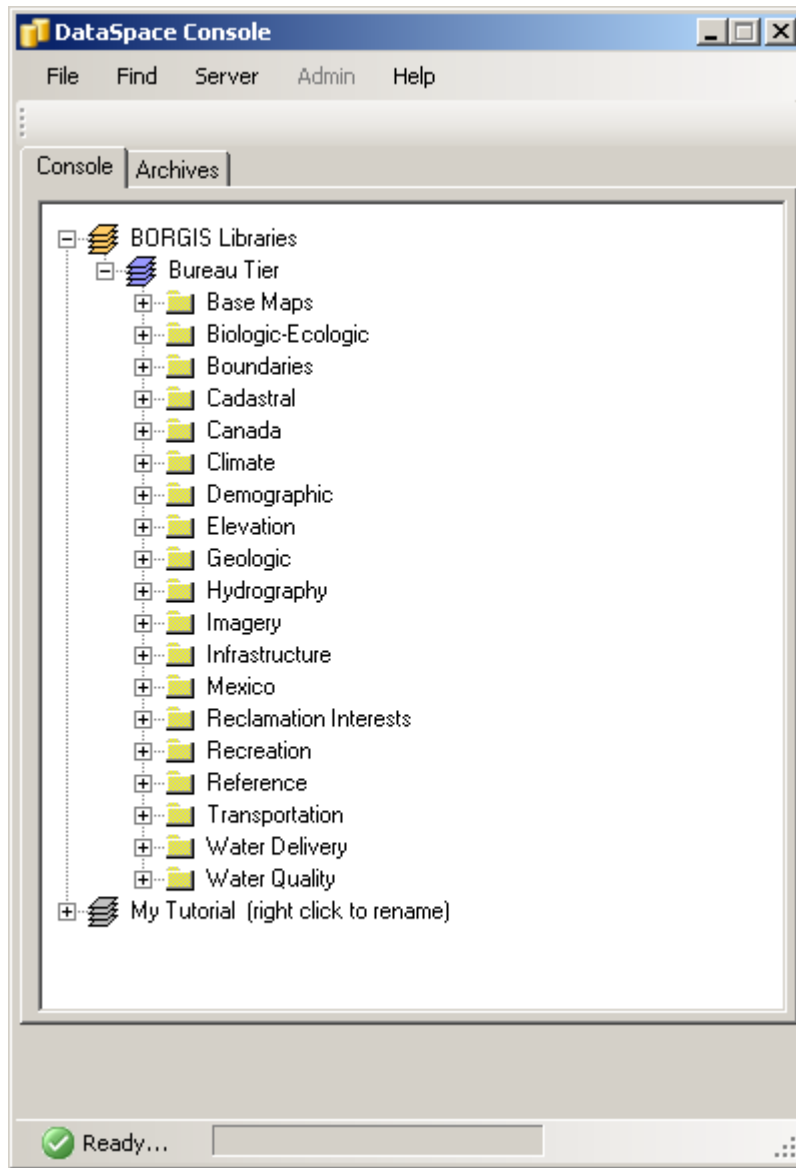 DataSpace Console
File Find Server Admin Help
Console Archives
BORGIS Libraries
Bureau Tier
Base Maps
Biologic-Ecologic
Boundaries
Cadastral
Canada
Climate
Demographic
Elevation
Geologic
Hydrography
Imagery
Infrastructure
Mexico
Reclamation Interests
Recreation
Reference
Transportation
Water Delivery
Water Quality
My Tutorial (right click to rename)
Ready...